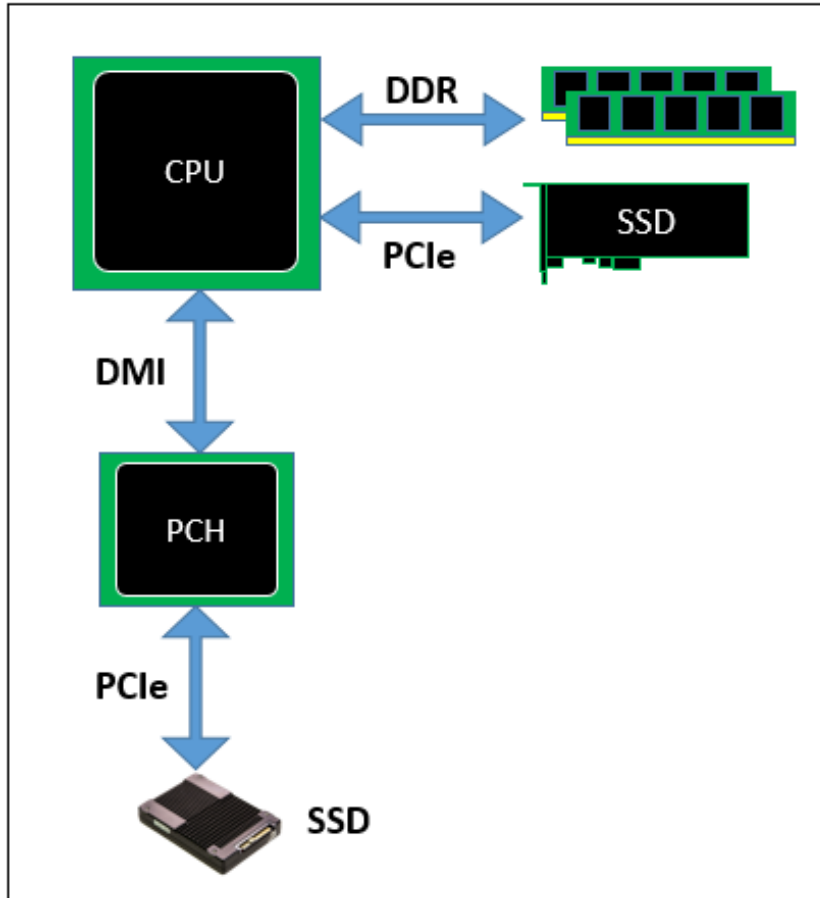 CPU
DDR
SSD
PCIe
DMI
PCH
PCIe
SSD